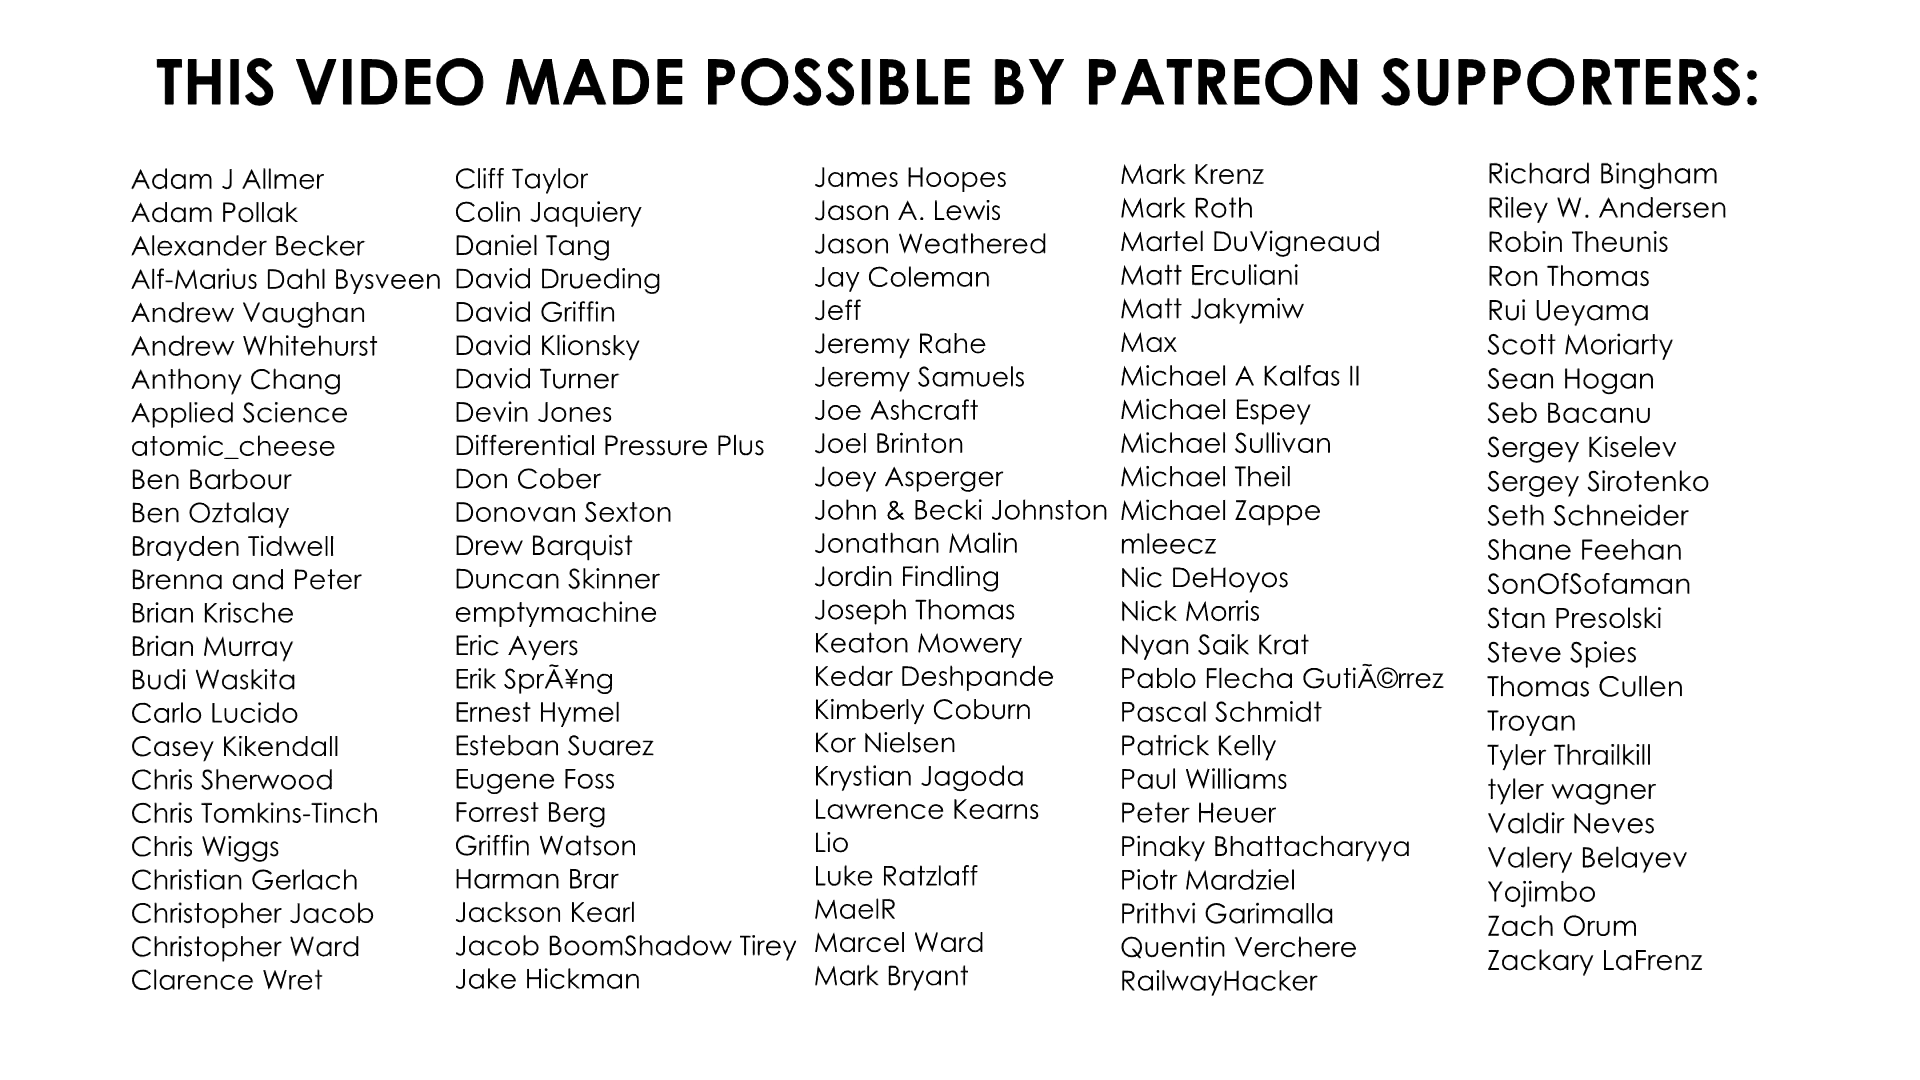 THIS VIDEO MADE POSSIBLE BY PATREON SUPPORTERS:
Adam J Allmer
Adam Pollak
Alexander Becker
Alf-Marius Dahl Bysveen
Andrew Vaughan
Andrew Whitehurst
Anthony Chang
Applied Science
atomic_cheese
Ben Barbour
Ben Oztalay
Brayden Tidwell
Brenna and Peter
Brian Krische
Brian Murray
Budi Waskita
Carlo Lucido
Casey Kikendall
Chris Sherwood
Chris Tomkins-Tinch
Chris Wiggs
Christian Gerlach
Christopher Jacob
Christopher Ward
Clarence Wret
Cliff Taylor
Colin Jaquiery
Daniel Tang
David Drueding
David Griffin
David Klionsky
David Turner
Devin Jones
Differential Pressure Plus
Don Cober
Donovan Sexton
Drew Barquist
Duncan Skinner
emptymachine
Eric Ayers
Erik SprÃ¥ng
Ernest Hymel
Esteban Suarez
Eugene Foss
Forrest Berg
Griffin Watson
Harman Brar
Jackson Kearl
Jacob BoomShadow Tirey
Jake Hickman
James Hoopes
Jason A. Lewis
Jason Weathered
Jay Coleman
Jeff
Jeremy Rahe
Jeremy Samuels
Joe Ashcraft
Joel Brinton
Joey Asperger
John & Becki Johnston
Jonathan Malin
Jordin Findling
Joseph Thomas
Keaton Mowery
Kedar Deshpande
Kimberly Coburn
Kor Nielsen
Krystian Jagoda
Lawrence Kearns
Lio
Luke Ratzlaff
MaelR
Marcel Ward
Mark Bryant
Mark Krenz
Mark Roth
Martel DuVigneaud
Matt Erculiani
Matt Jakymiw
Max
Michael A Kalfas II
Michael Espey
Michael Sullivan
Michael Theil
Michael Zappe
mleecz
Nic DeHoyos
Nick Morris
Nyan Saik Krat
Pablo Flecha GutiÃ©rrez
Pascal Schmidt
Patrick Kelly
Paul Williams
Peter Heuer
Pinaky Bhattacharyya
Piotr Mardziel
Prithvi Garimalla
Quentin Verchere
RailwayHacker
Richard Bingham
Riley W. Andersen
Robin Theunis
Ron Thomas
Rui Ueyama
Scott Moriarty
Sean Hogan
Seb Bacanu
Sergey Kiselev
Sergey Sirotenko
Seth Schneider
Shane Feehan
SonOfSofaman
Stan Presolski
Steve Spies
Thomas Cullen
Troyan
Tyler Thrailkill
tyler wagner
Valdir Neves
Valery Belayev
Yojimbo
Zach Orum
Zackary LaFrenz